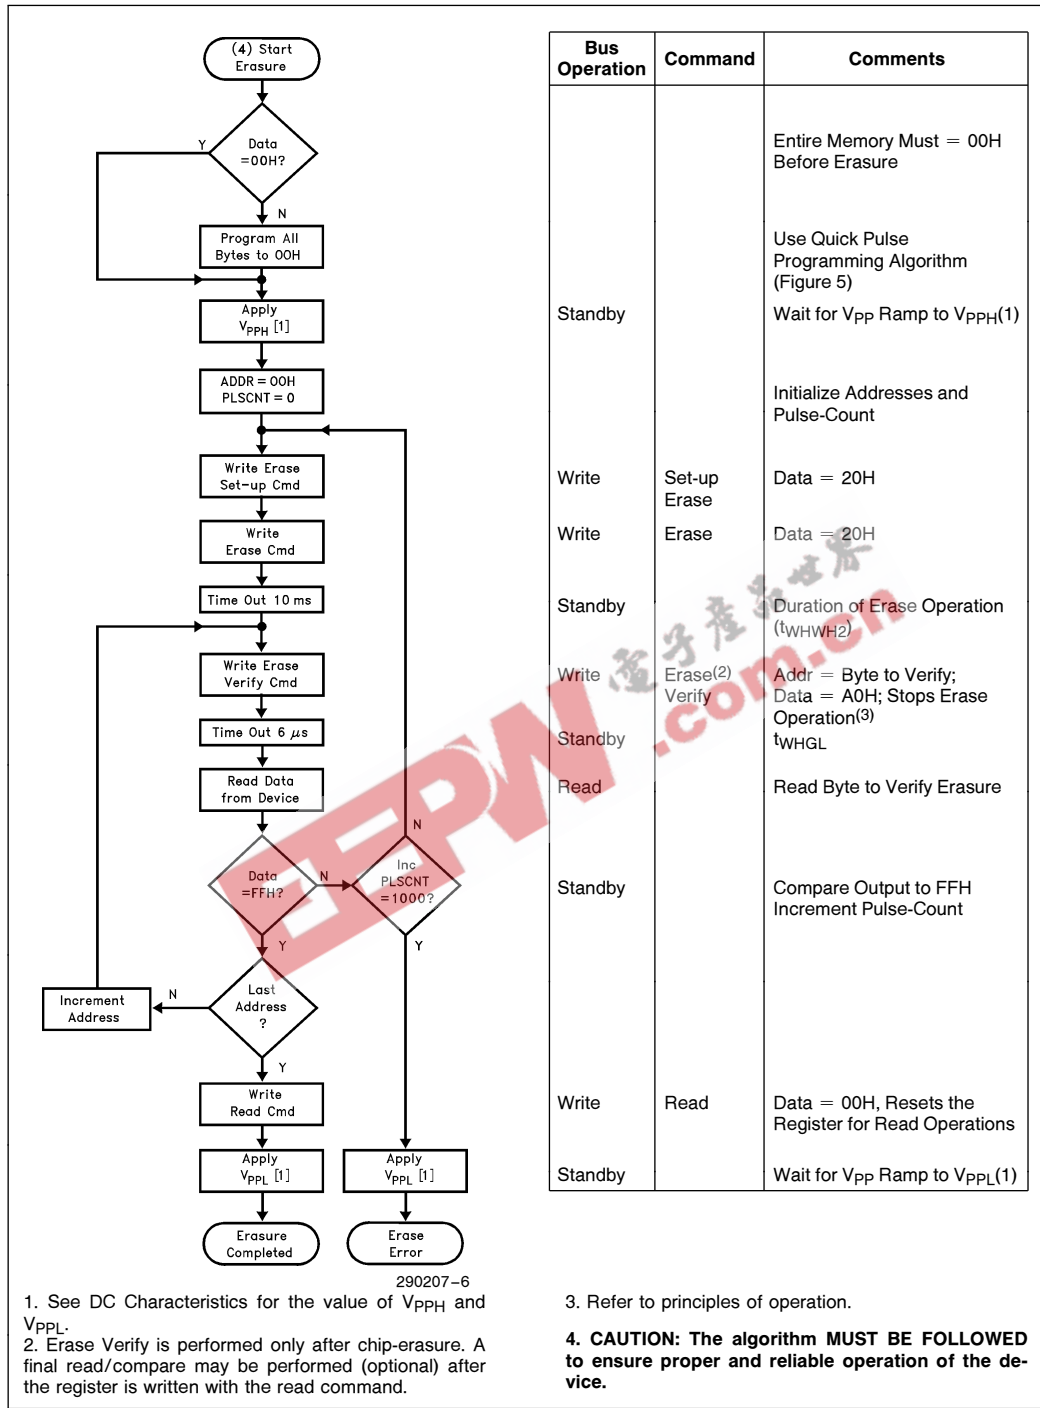 (4) Start
Erasure
Data
=00H?
Y
N
Program All
Bytes to 00H
Apply
VPPH [1]
ADDR = 00H
PLSCNT = 0
Write Erase
Set-up Cmd
Write
Erase Cmd
Time Out 10 ms
Write Erase
Verify Cmd
Time Out 6 μs
Read Data
from Device
Data
=FFH?
N
Y
Inc
PLSCNT
=1000?
N
Y
Last
Address
?
N
Y
Increment
Address
Write
Read Cmd
Apply
VPPL [1]
Apply
VPPL [1]
Erasure
Completed
Erase
Error
290207-6
Bus Operation Command Comments
Entire Memory Must = 00H
Before Erasure
Use Quick Pulse
Programming Algorithm
(Figure 5)
Standby Wait for VPP Ramp to VPPH(1)
Initialize Addresses and
Pulse-Count
Write Set-up Erase Data = 20H
Write Erase Data = 20H
Standby Duration of Erase Operation
(tWHWH2)
Write Erase(2) Verify Addr = Byte to Verify;
Data = A0H; Stops Erase
Operation(3)
Standby tWHGL
Read Read Byte to Verify Erasure
Standby Compare Output to FFH
Increment Pulse-Count
Write Read Data = 00H, Resets the
Register for Read Operations
Standby Wait for VPP Ramp to VPPL(1)
電子產品世界
EEPW
.com.cn
1. See DC Characteristics for the value of VPPH and
VPPL.
2. Erase Verify is performed only after chip-erasure. A
final read/compare may be performed (optional) after
the register is written with the read command.
3. Refer to principles of operation.
4. CAUTION: The algorithm MUST BE FOLLOWED
to ensure proper and reliable operation of the de-
vice.